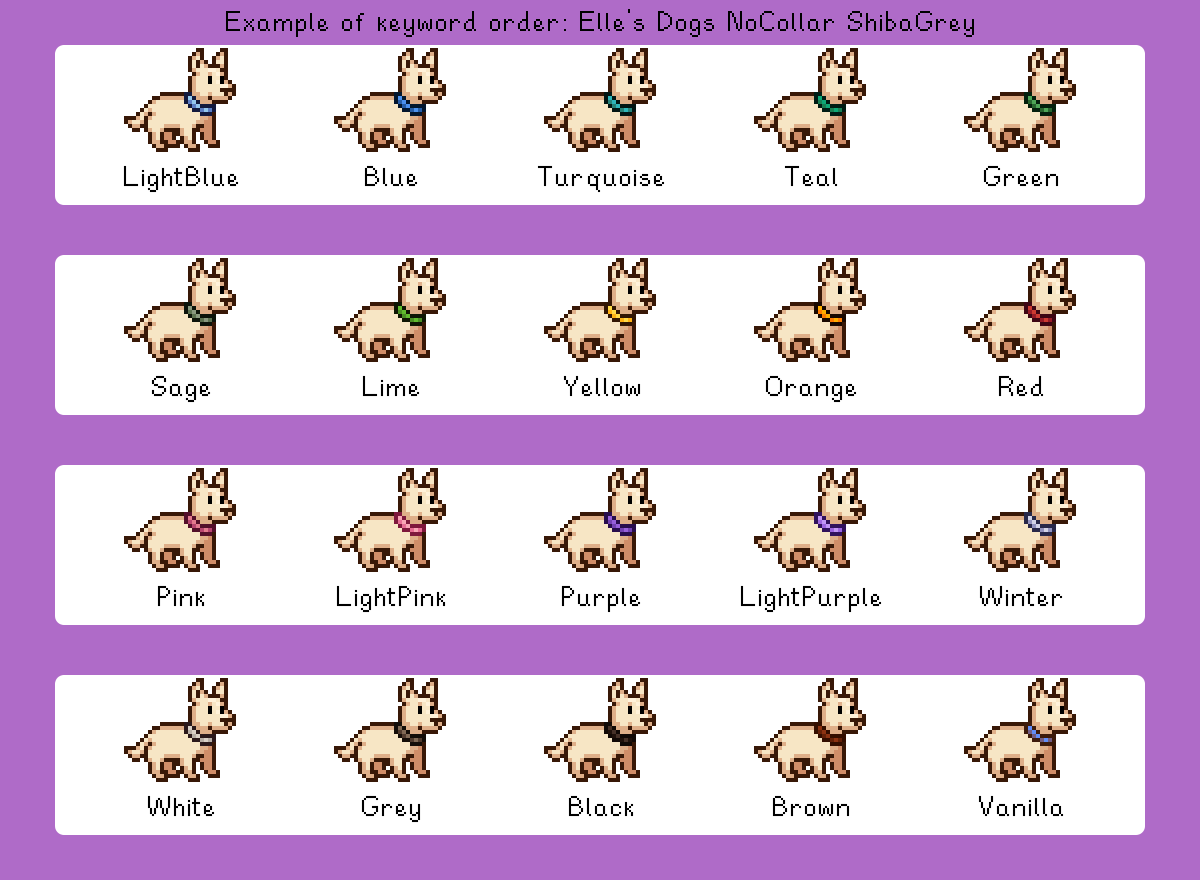 Example of keyword order: Elle's Dogs NoCollar ShibaGrey
LightBlue Blue Turquoise Teal Green
Sage Lime Yellow Orange Red
Pink LightPink Purple LightPurple Winter
White Grey Black Brown Vanilla